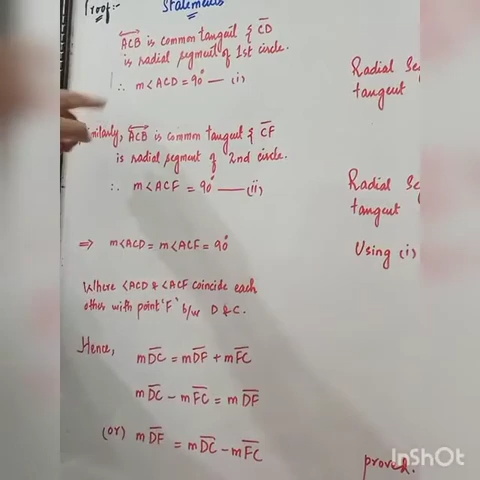 Proof:- Statements
ACB is common tangent & CD
is radial segment of 1st circle.
∴ m<ACD = 90° — (i)
Radial Se
tangent
ACB is common tangent & CF
is radial segment of 2nd circle.
∴ m<ACF = 90° — (ii)
Radial Se
tangent
⇒ m<ACD = m<ACF = 90°
Using (i)
Where <ACD & <ACF coincide each
other with point 'F' b/w D & C.
Hence,
mDC = mDF + mFC
mDC - mFC = mDF
(or) mDF = mDC - mFC
proved.
InShOt